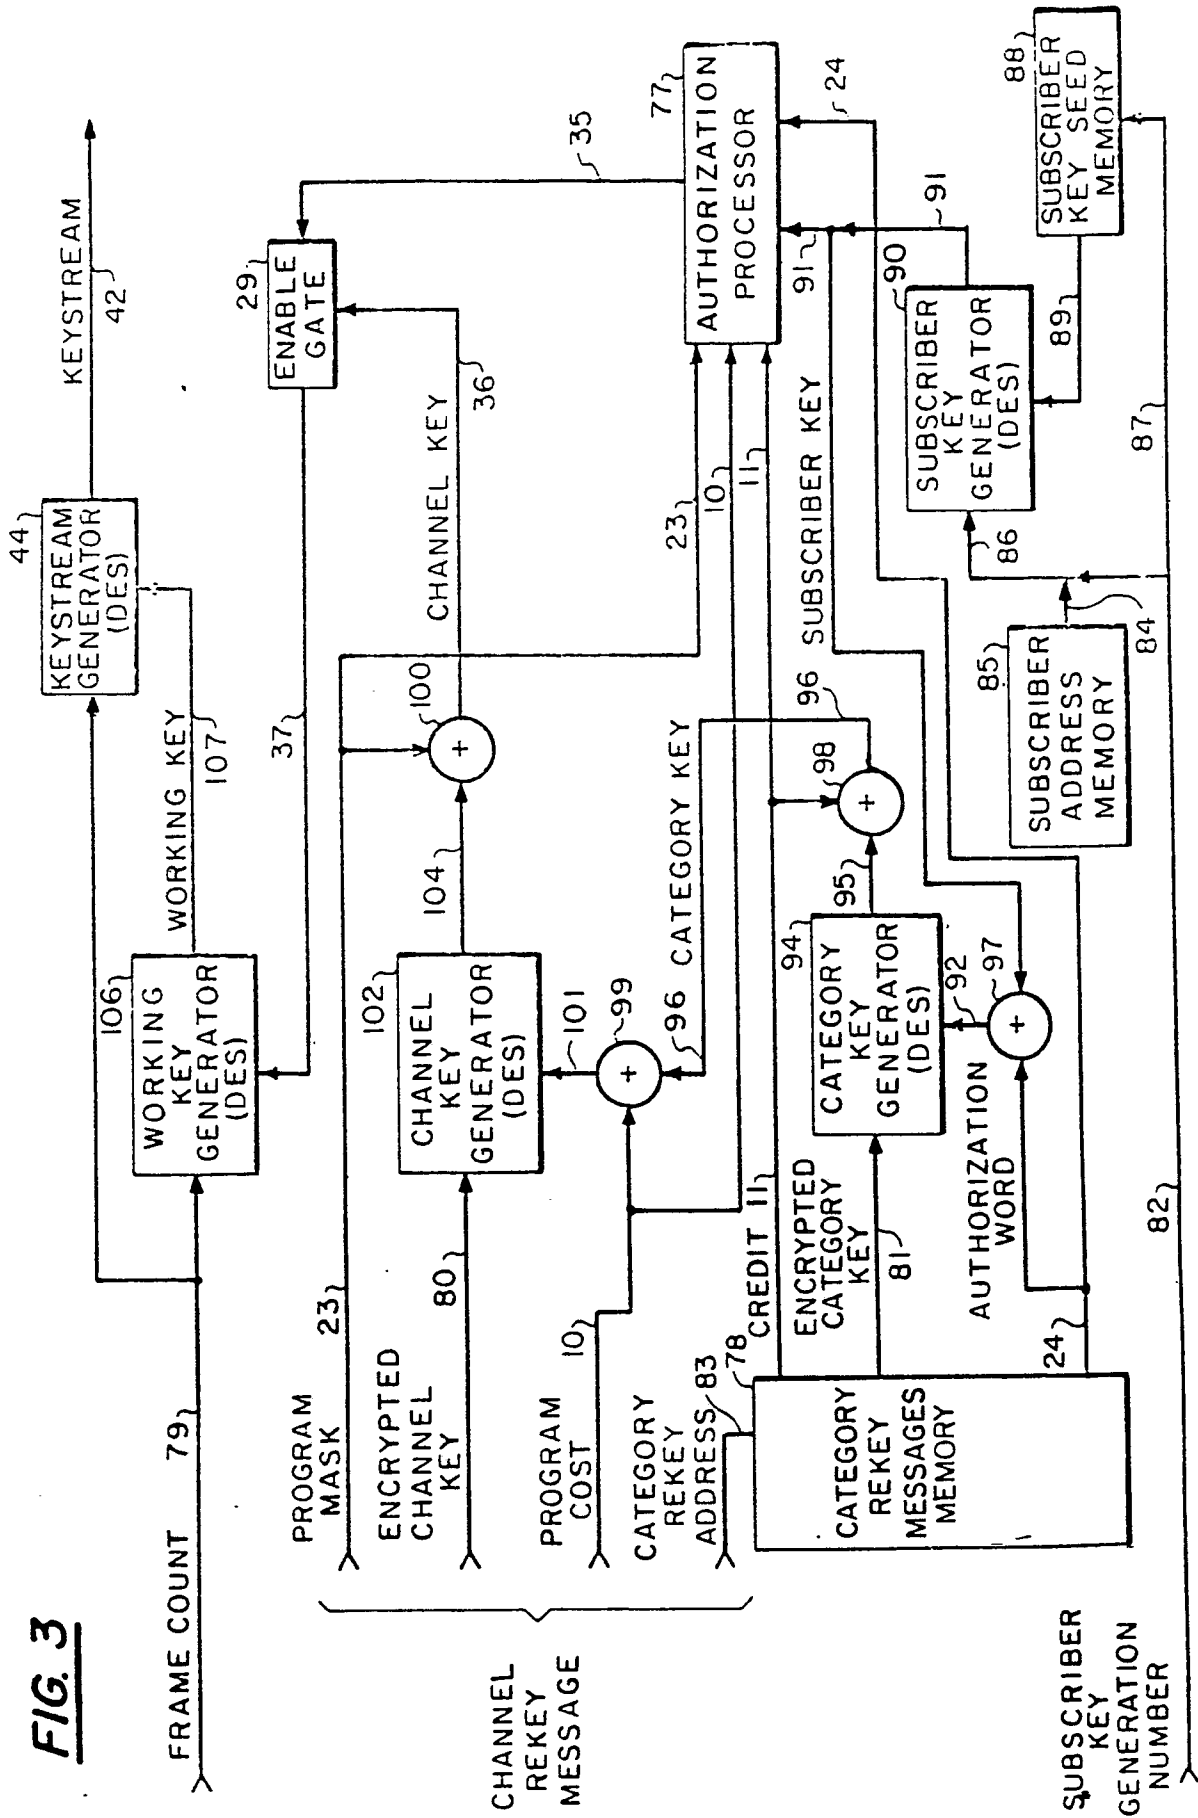 FIG. 3
FRAME COUNT
79
106
WORKING
KEY
GENERATOR
(DES)
WORKING KEY
107
44
KEYSTREAM
GENERATOR
(DES)
KEYSTREAM
42
37
29
ENABLE
GATE
35
CHANNEL
REKEY
MESSAGE
PROGRAM
MASK
23
ENCRYPTED
CHANNEL
KEY
80
102
CHANNEL
KEY
GENERATOR
(DES)
104
+
100
CHANNEL KEY
36
PROGRAM
COST
10
101
+
99
96
CATEGORY KEY
96
23
10
11
77
AUTHORIZATION
PROCESSOR
24
CATEGORY
REKEY
ADDRESS
83
78
CATEGORY
REKEY
MESSAGES
MEMORY
CREDIT 11
ENCRYPTED
CATEGORY
KEY
81
94
CATEGORY
KEY
GENERATOR
(DES)
95
+
98
SUBSCRIBER KEY
91
91
AUTHORIZATION
WORD
24
92
+
97
85
SUBSCRIBER
ADDRESS
MEMORY
84
86
90
SUBSCRIBER
KEY
GENERATOR
(DES)
89
88
SUBSCRIBER
KEY SEED
MEMORY
SUBSCRIBER
KEY
GENERATION
NUMBER
82
87